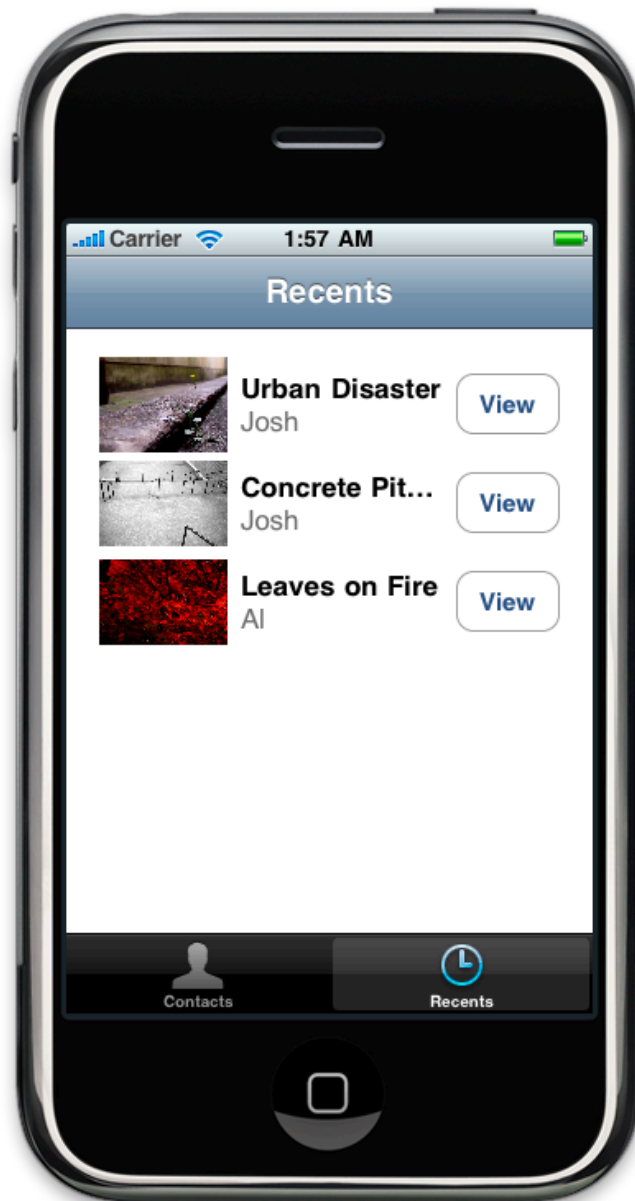 Carrier 1:57 AM
Recents
Urban Disaster
Josh
View
Concrete Pit...
Josh
View
Leaves on Fire
Al
View
Contacts
Recents